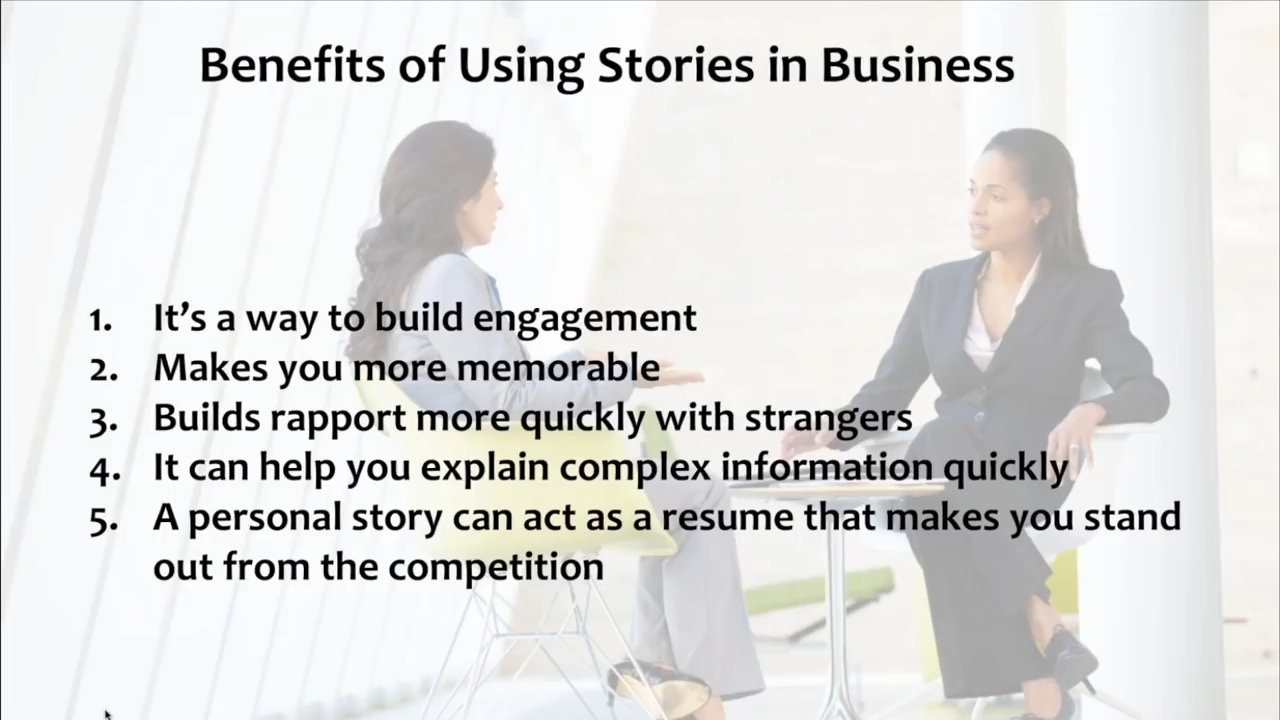 Benefits of Using Stories in Business
1. It's a way to build engagement
2. Makes you more memorable
3. Builds rapport more quickly with strangers
4. It can help you explain complex information quickly
5. A personal story can act as a resume that makes you stand
out from the competition